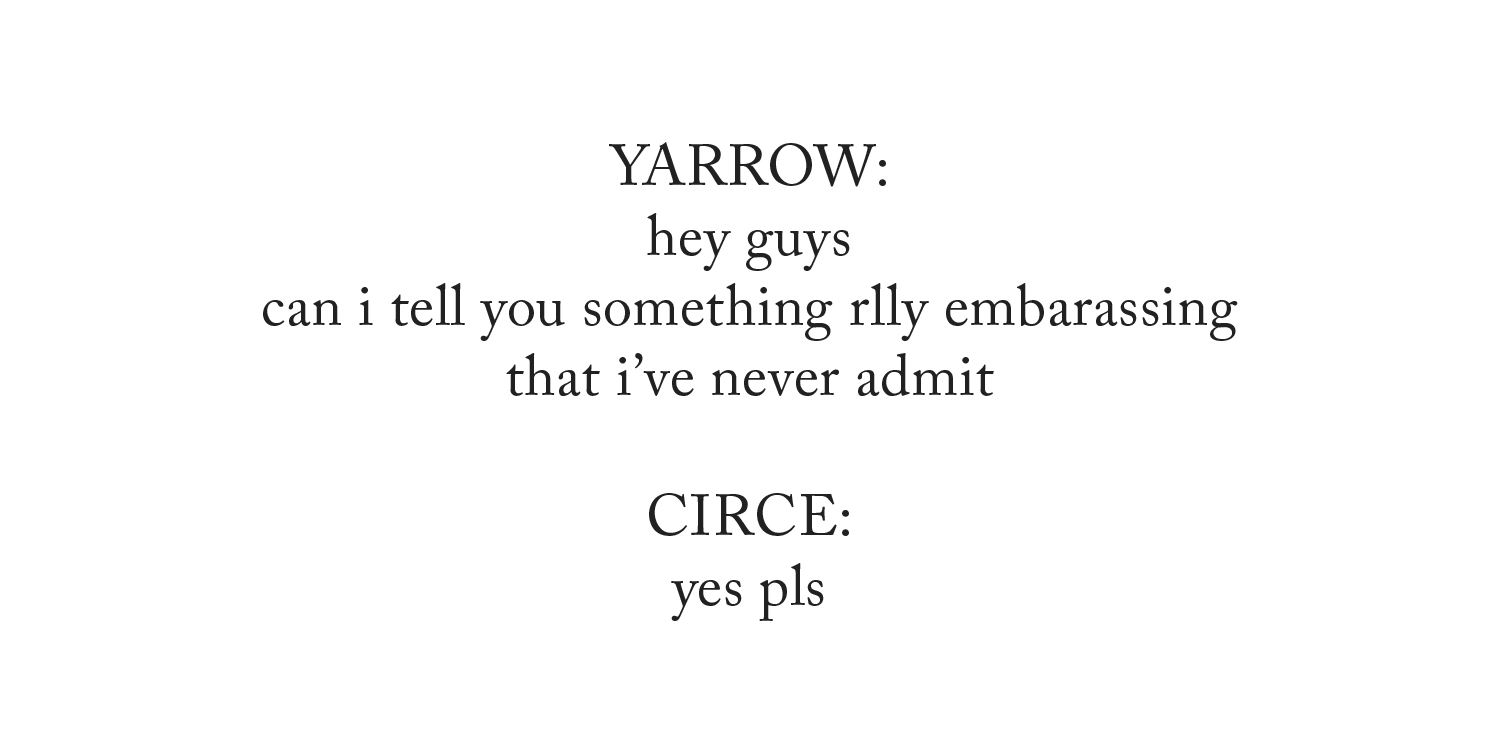 YARROW:
hey guys
can i tell you something rlly embarassing
that i’ve never admit
CIRCE:
yes pls